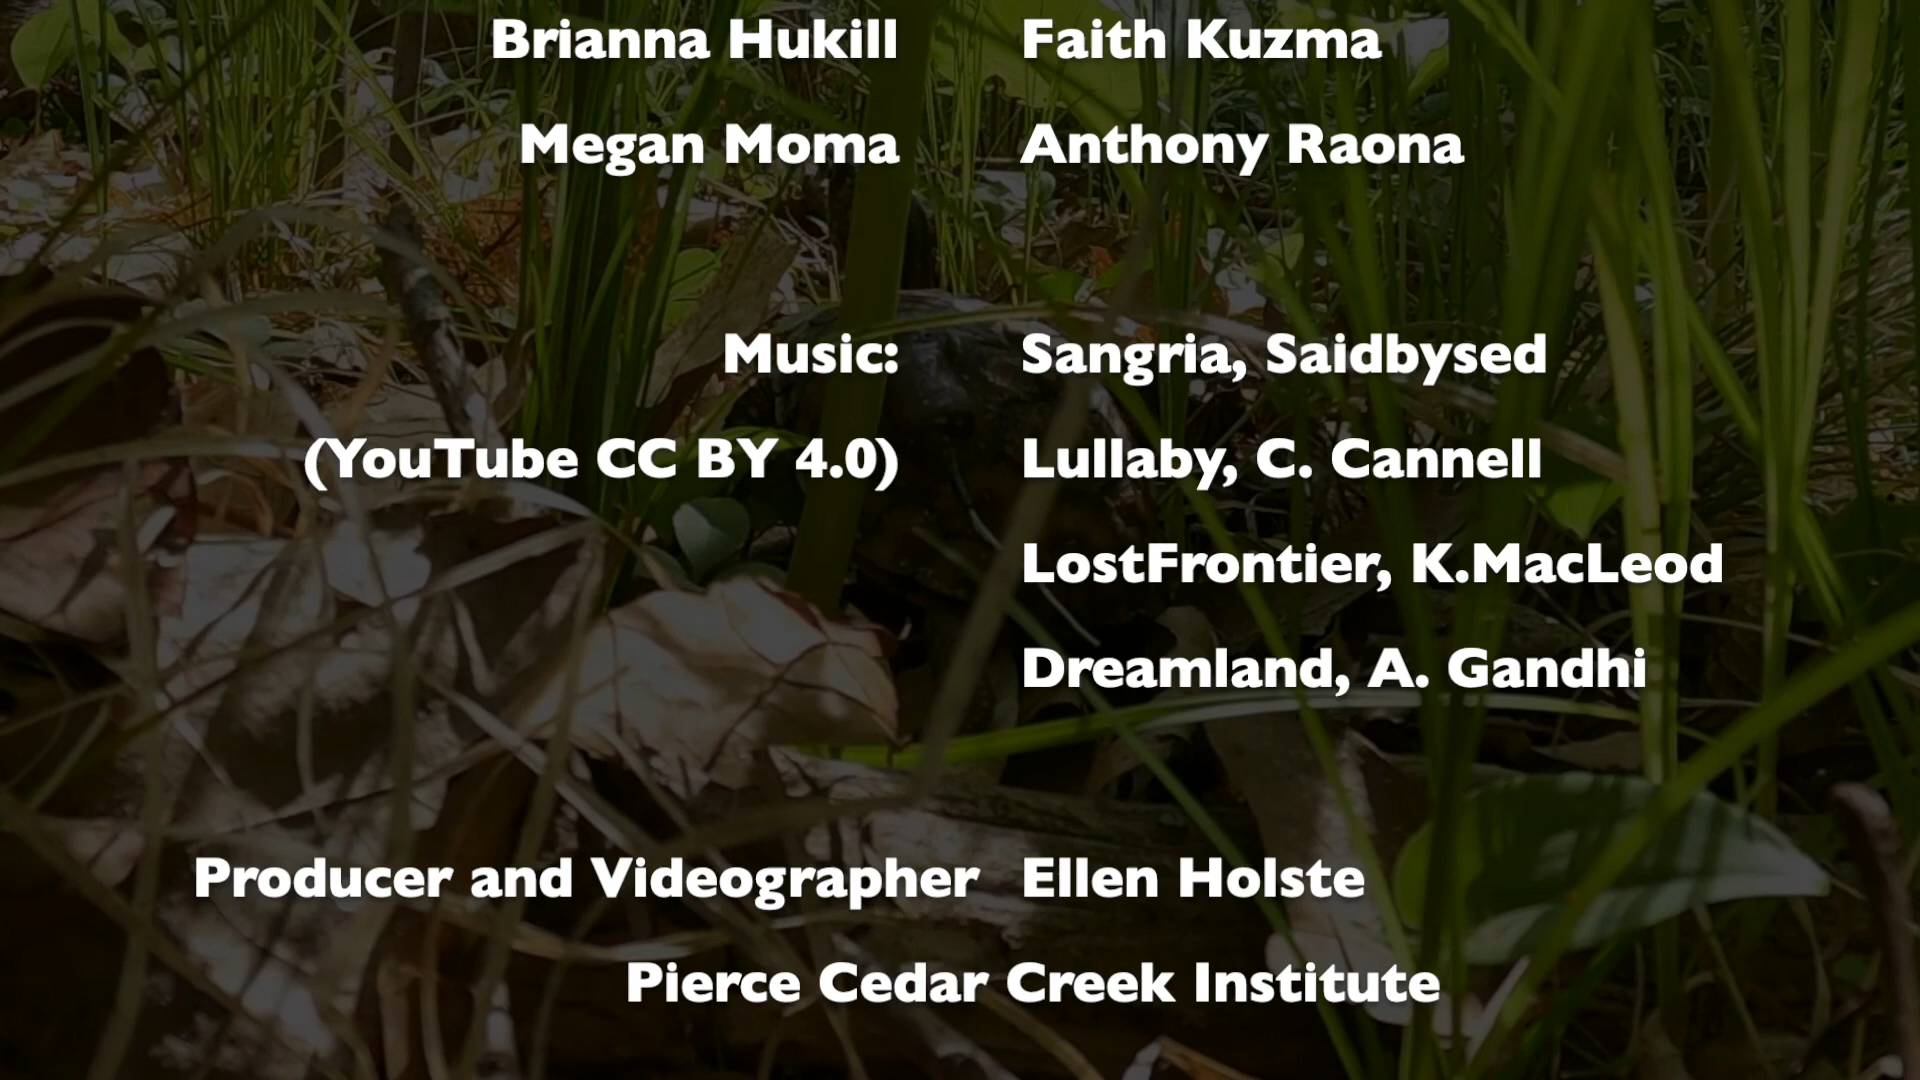 Brianna Hukill Faith Kuzma
Megan Moma Anthony Raona
Music: Sangria, Saidbysed
(YouTube CC BY 4.0) Lullaby, C. Cannell
LostFrontier, K.MacLeod
Dreamland, A. Gandhi
Producer and Videographer Ellen Holste
Pierce Cedar Creek Institute